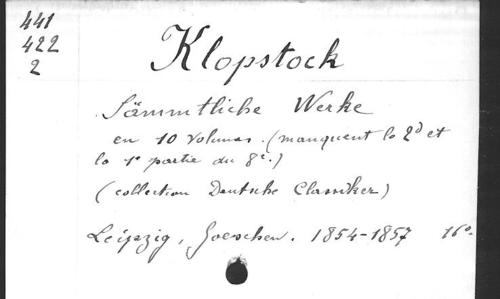 441
422
2
Klopstock
Sämmtliche Werke
en 10 volumes. (manquent le 2d et
la 1e partie du 8e.)
(collection Deutsche Classiker)
Leipzig, Goeschen. 1854-1857 16o.